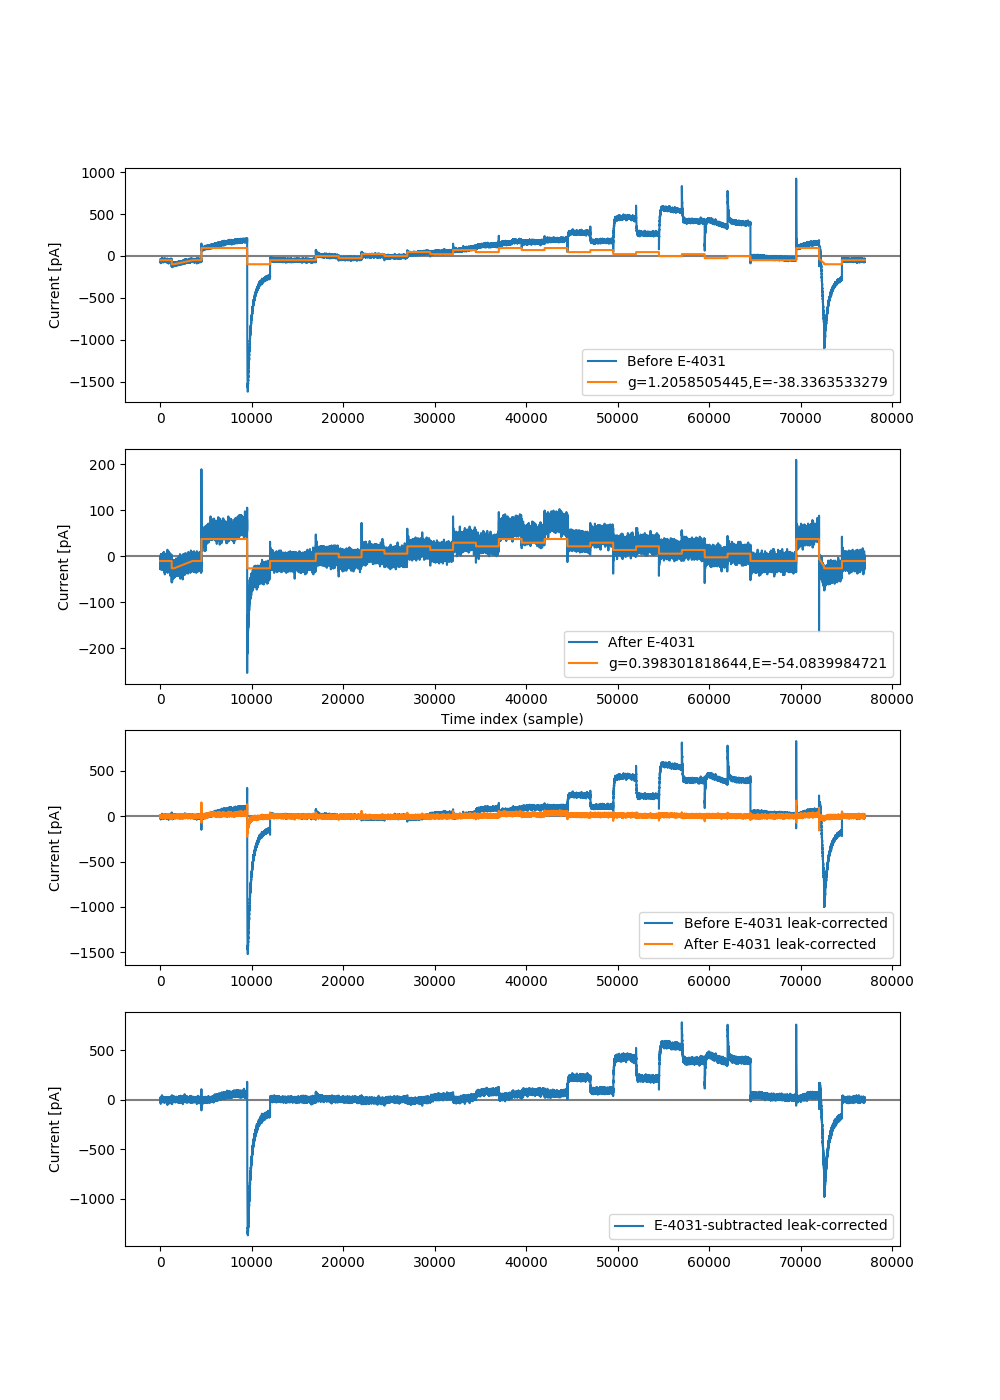 1000
500
0
−500
−1000
−1500
Current [pA]
Before E-4031
g=1.2058505445,E=-38.3363533279
0 10000 20000 30000 40000 50000 60000 70000 80000
200
100
0
−100
−200
Current [pA]
After E-4031
g=0.398301818644,E=-54.0839984721
0 10000 20000 30000 40000 50000 60000 70000 80000
Time index (sample)
500
0
−500
−1000
−1500
Current [pA]
Before E-4031 leak-corrected
After E-4031 leak-corrected
0 10000 20000 30000 40000 50000 60000 70000 80000
500
0
−500
−1000
Current [pA]
E-4031-subtracted leak-corrected
0 10000 20000 30000 40000 50000 60000 70000 80000